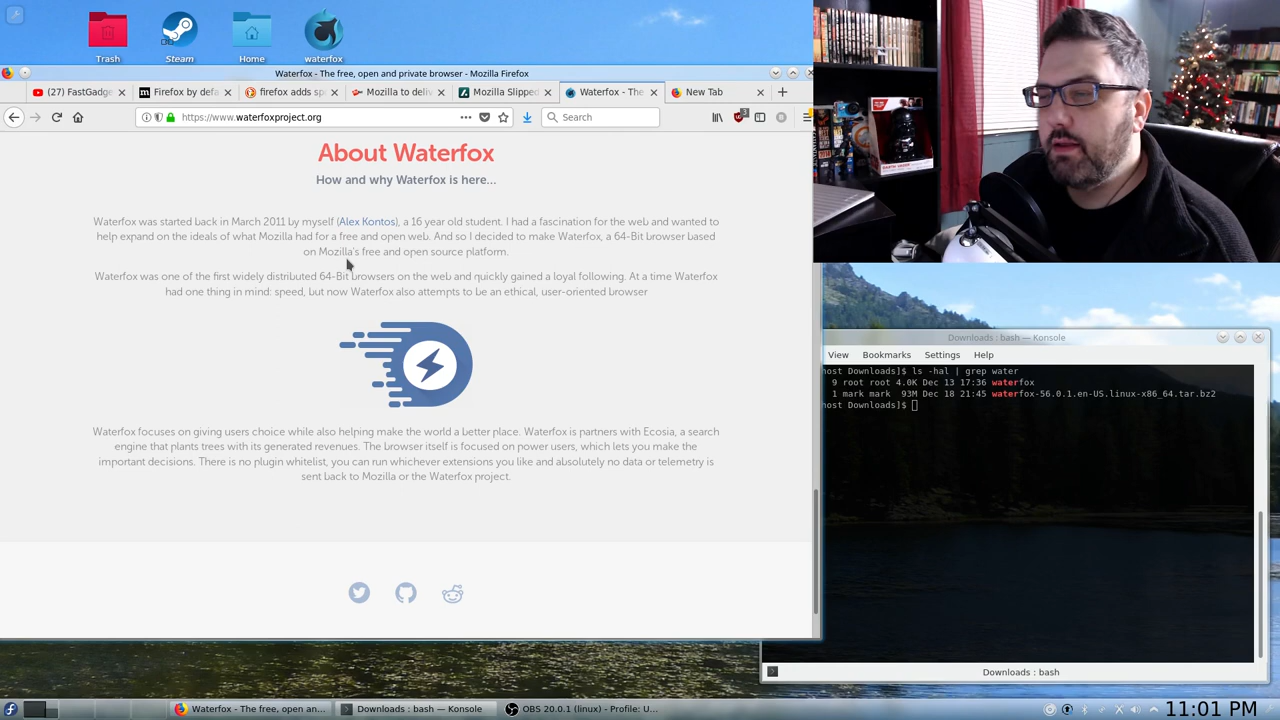 Trash
Steam
Home
waterfox
Waterfox - The free, open and private browser - Mozilla Firefox
(27) FastGa
Firefox by de
Mozilla to de
Mozilla Slippe
Waterfox - The
New
https://www.waterfoxproject.org
Search
3
About Waterfox
How and why Waterfox is here...
Waterfox was started back in March 2011 by myself (Alex Kontos), a 16 year old student. I had a fascination for the web and wanted to
help expand on the ideals of what Mozilla had for a free and open web. And so I decided to make Waterfox, a 64-Bit browser based
on Mozilla's free and open source platform.
Waterfox was one of the first widely distributed 64-Bit browsers on the web and quickly gained a loyal following. At a time Waterfox
had one thing in mind: speed, but now Waterfox also attempts to be an ethical, user-oriented browser
Waterfox focuses on giving users choice while also helping make the world a better place. Waterfox is partners with Ecosia, a search
engine that plants trees with its generated revenues. The browser itself is focused on power users, which lets you make the
important decisions. There is no plugin whitelist, you can run whichever extensions you like and absolutely no data or telemetry is
sent back to Mozilla or the Waterfox project.
Downloads : bash — Konsole
View Bookmarks Settings Help
host Downloads]$ ls -hal | grep water
9 root root 4.0K Dec 13 17:36 waterfox
1 mark mark 93M Dec 18 21:45 waterfox-56.0.1.en-US.linux-x86_64.tar.bz2
host Downloads]$
Downloads : bash
Waterfox - The free, open an...
Downloads : bash — Konsole
OBS 20.0.1 (linux) - Profile: U...
11:01 PM